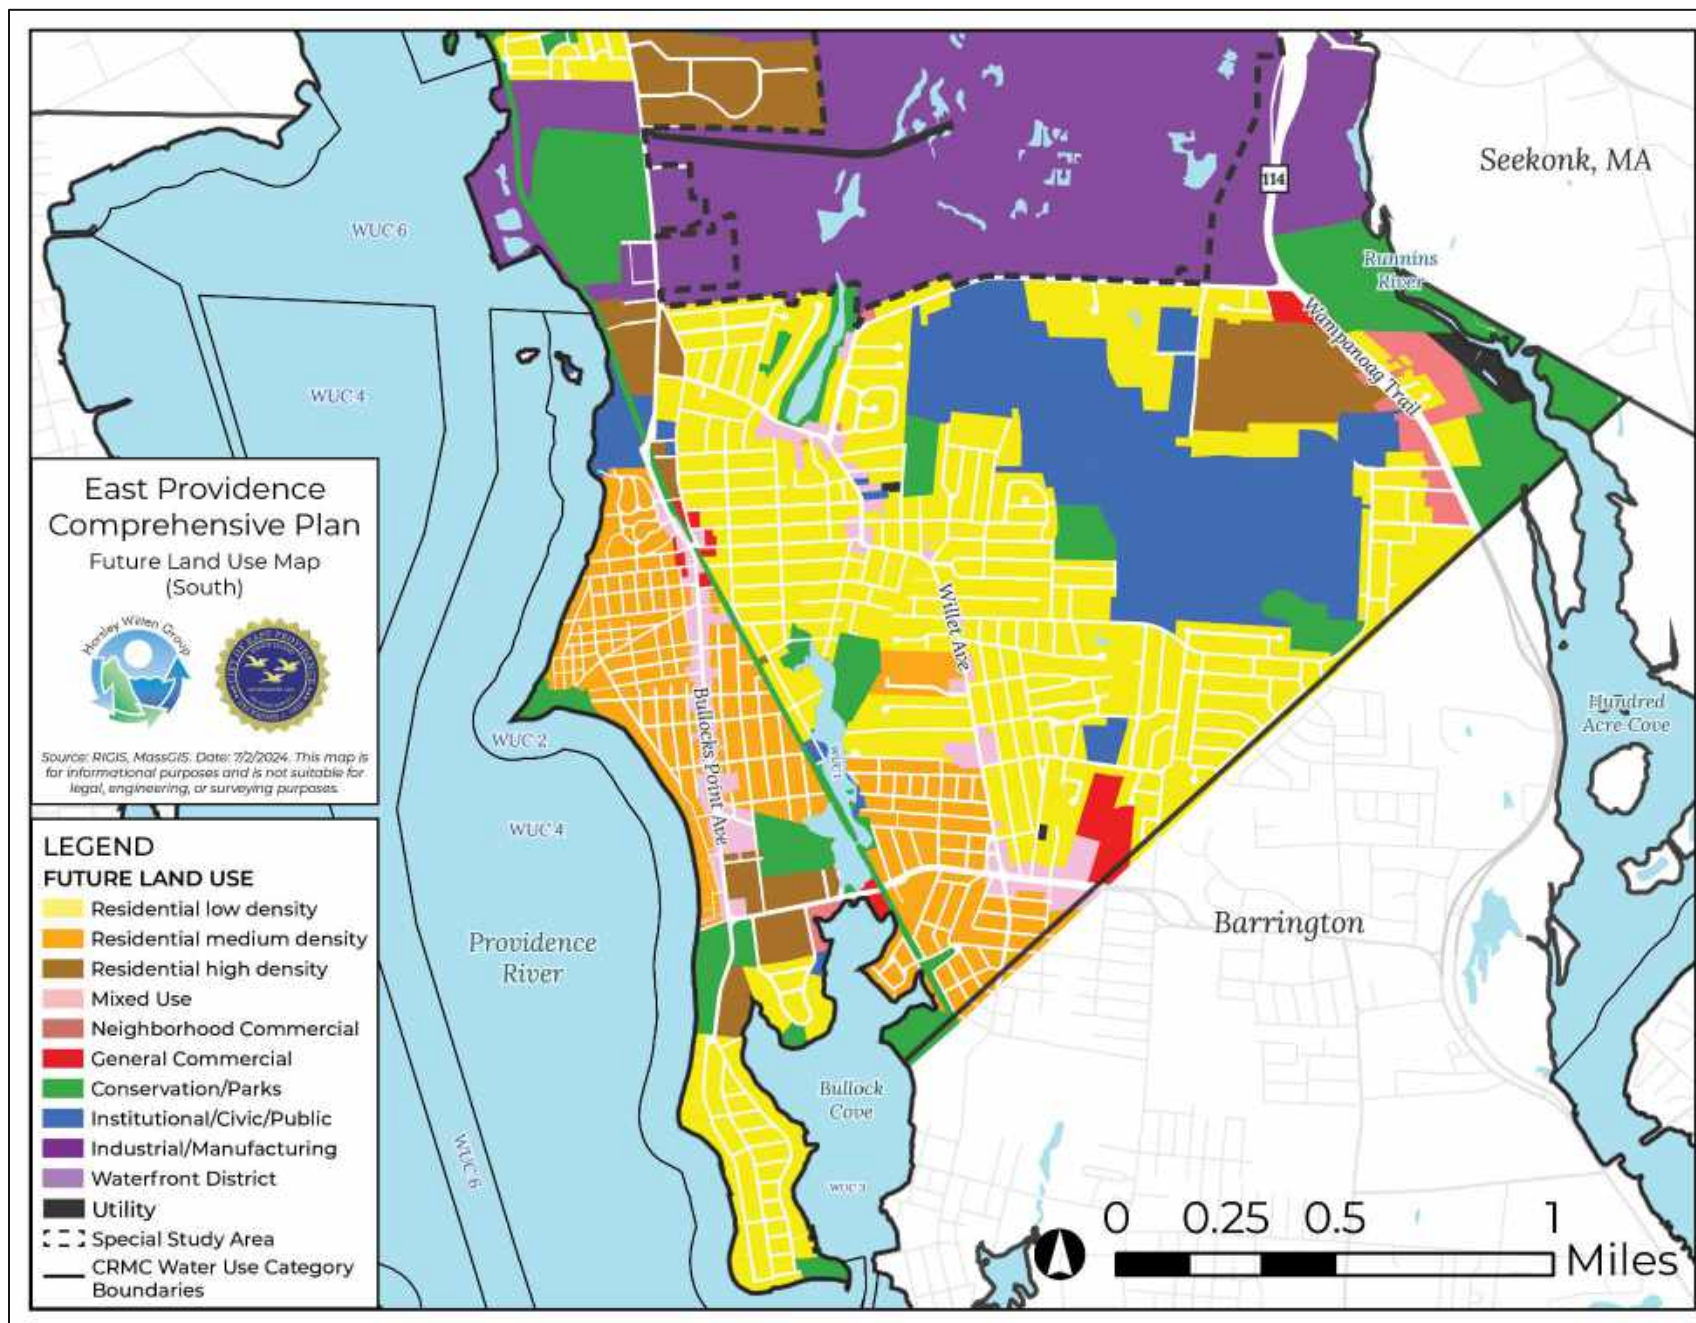 Seekonk, MA
114
WUC 6
Runnins
River
Wampanoag Trail
WUC 4
East Providence
Comprehensive Plan
Future Land Use Map
(South)
Horsley Witten Group
Source: RIGIS, MassGIS. Date: 7/2/2024. This map is
for informational purposes and is not suitable for
legal, engineering, or surveying purposes.
Willet Ave
Bullocks Point Ave
WUC 2
WUC 1
Hundred
Acre Cove
WUC 4
Barrington
Providence
River
Bullock
Cove
WUC 3
WUC 6
LEGEND
FUTURE LAND USE
Residential low density
Residential medium density
Residential high density
Mixed Use
Neighborhood Commercial
General Commercial
Conservation/Parks
Institutional/Civic/Public
Industrial/Manufacturing
Waterfront District
Utility
Special Study Area
CRMC Water Use Category
Boundaries
0 0.25 0.5 1
Miles